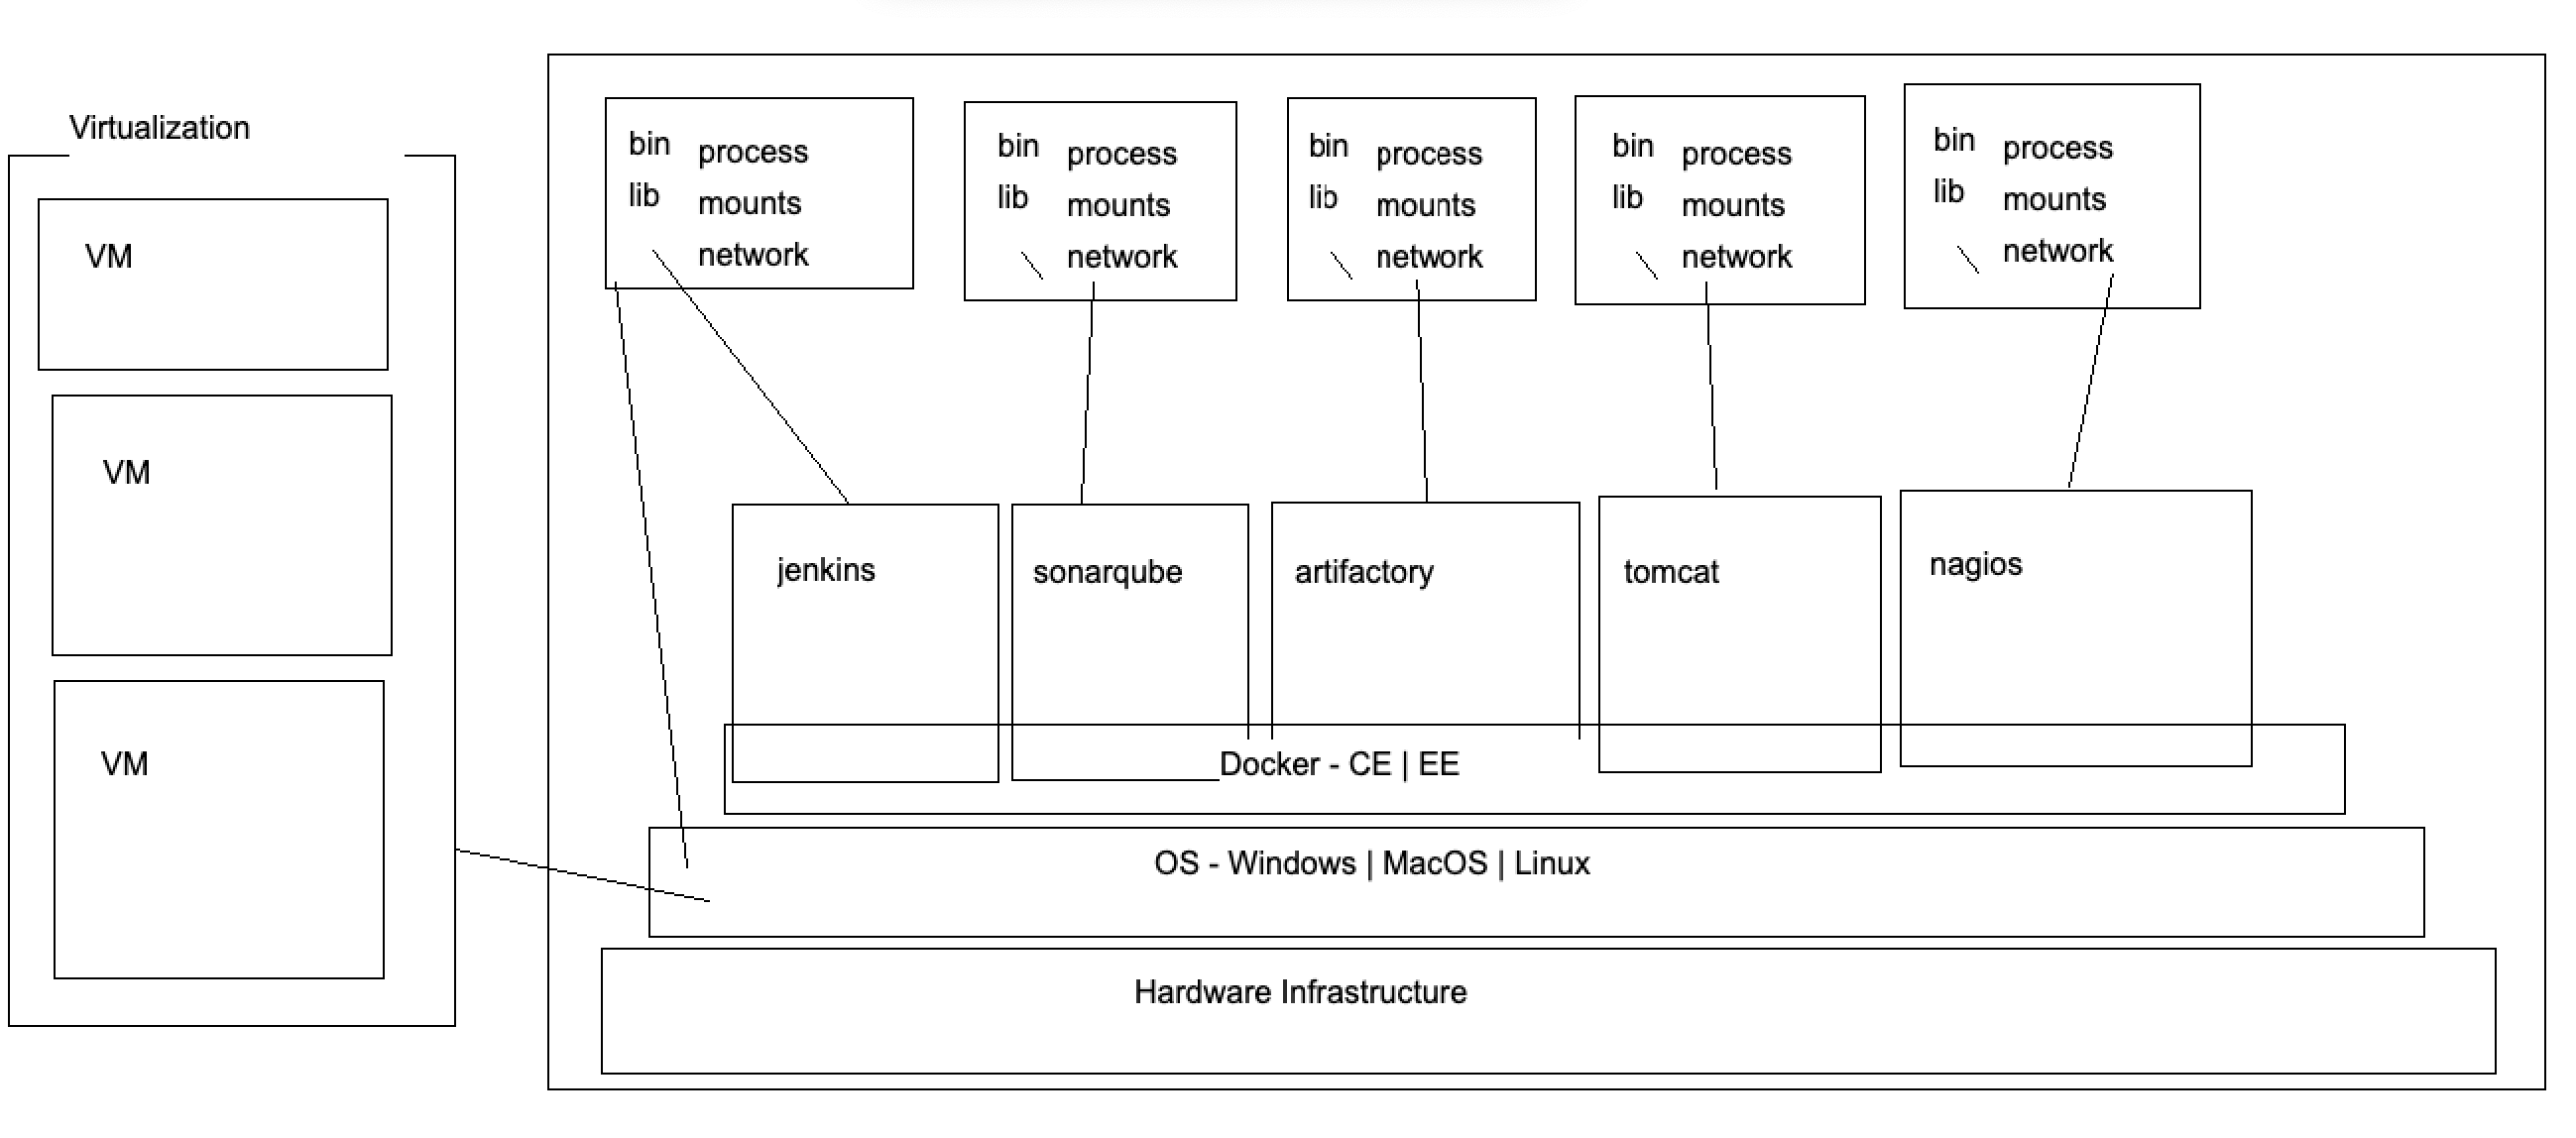 Virtualization
VM
VM
VM
bin process
lib mounts
network
bin process
lib mounts
network
bin process
lib mounts
network
bin process
lib mounts
network
bin process
lib mounts
network
jenkins
sonarqube
artifactory
tomcat
nagios
Docker - CE | EE
OS - Windows | MacOS | Linux
Hardware Infrastructure